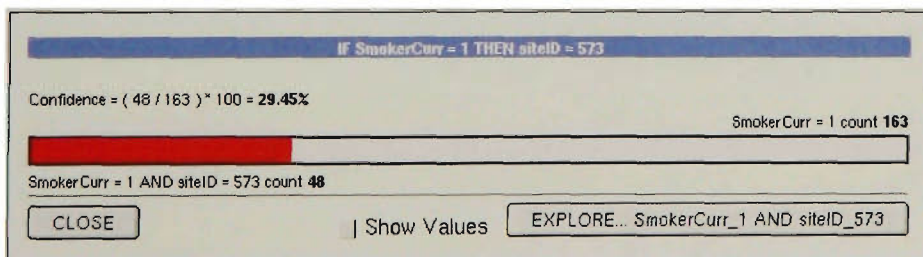 IF SmokerCurr = 1 THEN siteID = 573
Confidence = ( 48 / 163 ) * 100 = 29.45%
SmokerCurr = 1 count 163
SmokerCurr = 1 AND siteID = 573 count 48
CLOSE
Show Values
EXPLORE... SmokerCurr_1 AND siteID_573